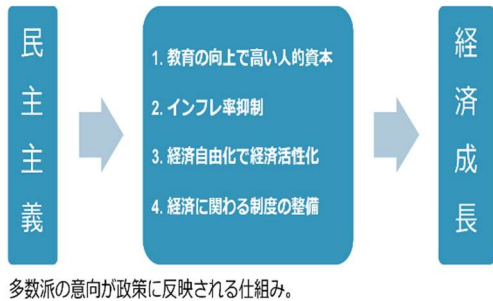 民主主義
1. 教育の向上で高い人的資本
2. インフレ率抑制
3. 経済自由化で経済活性化
4. 経済に関わる制度の整備
経済成長
多数派の意向が政策に反映される仕組み。